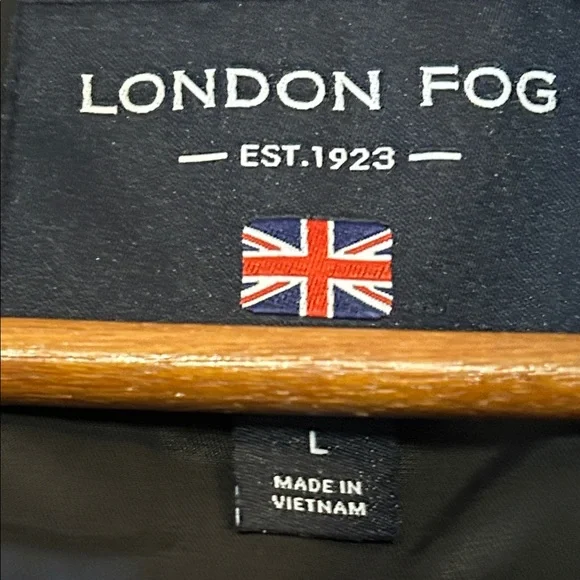 LONDON FOG
— EST.1923 —
L
MADE IN
VIETNAM